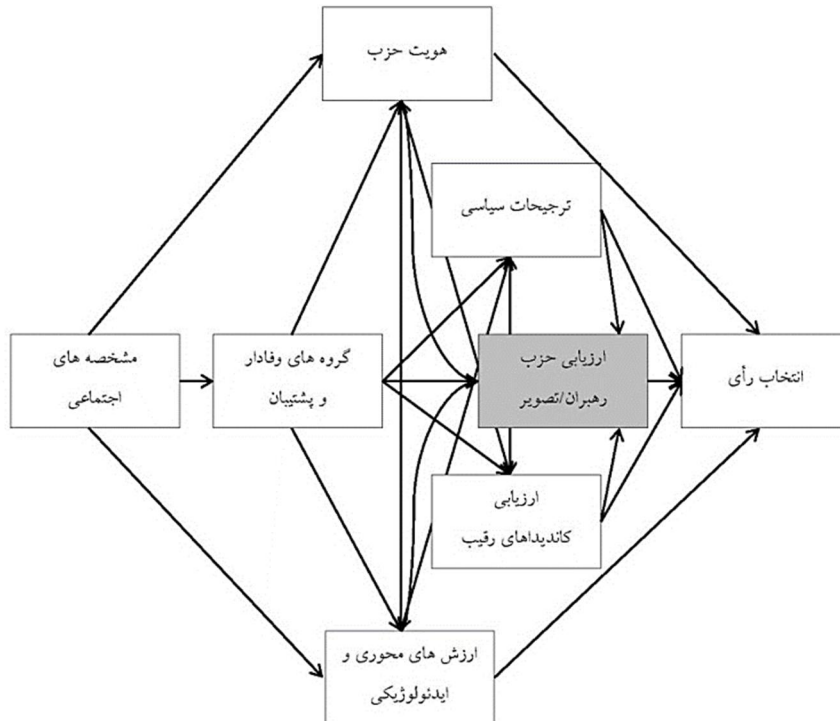 هویت حزب
ترجیحات سیاسی
مشخصه های
اجتماعی
گروه های وفادار
و پشتیبان
ارزیابی حزب
رهبران/تصویر
انتخاب رأی
ارزیابی
کاندیداهای رقیب
ارزش های محوری و
ایدئولوژیکی